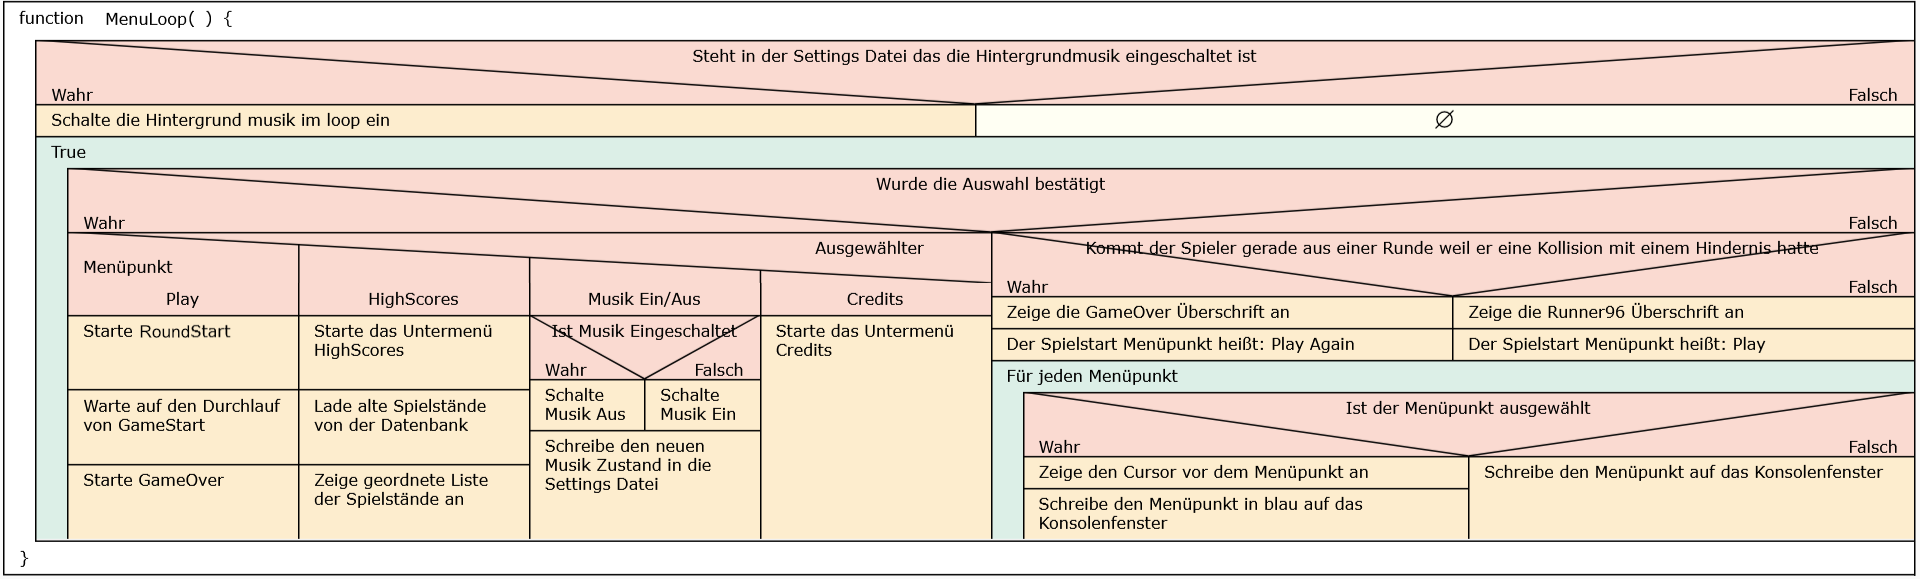 function MenuLoop( ) {
Steht in der Settings Datei das die Hintergrundmusik eingeschaltet ist
Wahr
Falsch
Schalte die Hintergrund musik im loop ein
∅
True
Wurde die Auswahl bestätigt
Wahr
Falsch
Ausgewählter
Menüpunkt
Play
HighScores
Musik Ein/Aus
Credits
Starte RoundStart
Warte auf den Durchlauf
von GameStart
Starte GameOver
Starte das Untermenü
HighScores
Lade alte Spielstände
von der Datenbank
Zeige geordnete Liste
der Spielstände an
Ist Musik Eingeschaltet
Wahr
Falsch
Schalte
Musik Aus
Schalte
Musik Ein
Schreibe den neuen
Musik Zustand in die
Settings Datei
Starte das Untermenü
Credits
Kommt der Spieler gerade aus einer Runde weil er eine Kollision mit einem Hindernis hatte
Wahr
Falsch
Zeige die GameOver Überschrift an
Der Spielstart Menüpunkt heißt: Play Again
Zeige die Runner96 Überschrift an
Der Spielstart Menüpunkt heißt: Play
Für jeden Menüpunkt
Ist der Menüpunkt ausgewählt
Wahr
Falsch
Zeige den Cursor vor dem Menüpunkt an
Schreibe den Menüpunkt in blau auf das
Konsolenfenster
Schreibe den Menüpunkt auf das Konsolenfenster
}